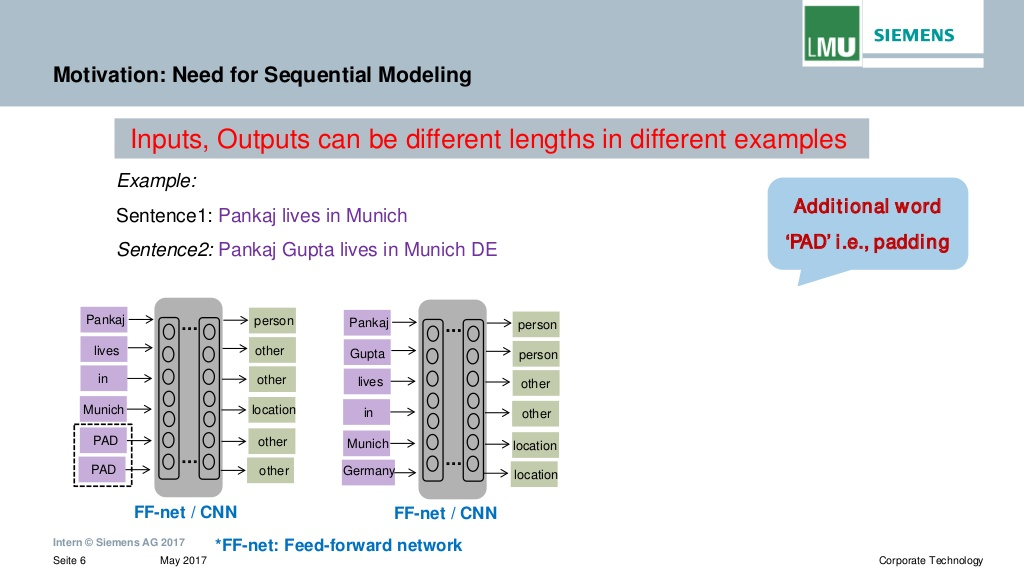 LMU
SIEMENS
Motivation: Need for Sequential Modeling
Inputs, Outputs can be different lengths in different examples
Example:
Sentence1: Pankaj lives in Munich
Sentence2: Pankaj Gupta lives in Munich DE
Additional word
‘PAD’ i.e., padding
Pankaj
lives
in
Munich
PAD
PAD
...
...
person
other
other
location
other
other
FF-net / CNN
Pankaj
Gupta
lives
in
Munich
Germany
...
...
person
person
other
other
location
location
FF-net / CNN
*FF-net: Feed-forward network
Intern © Siemens AG 2017
Seite 6 May 2017 Corporate Technology